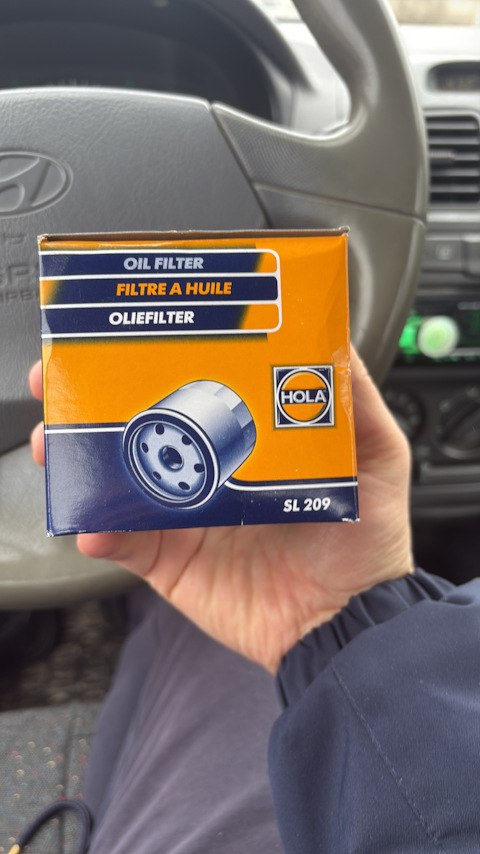 OIL FILTER
FILTRE A HUILE
OLIEFILTER
HOLA
SL 209